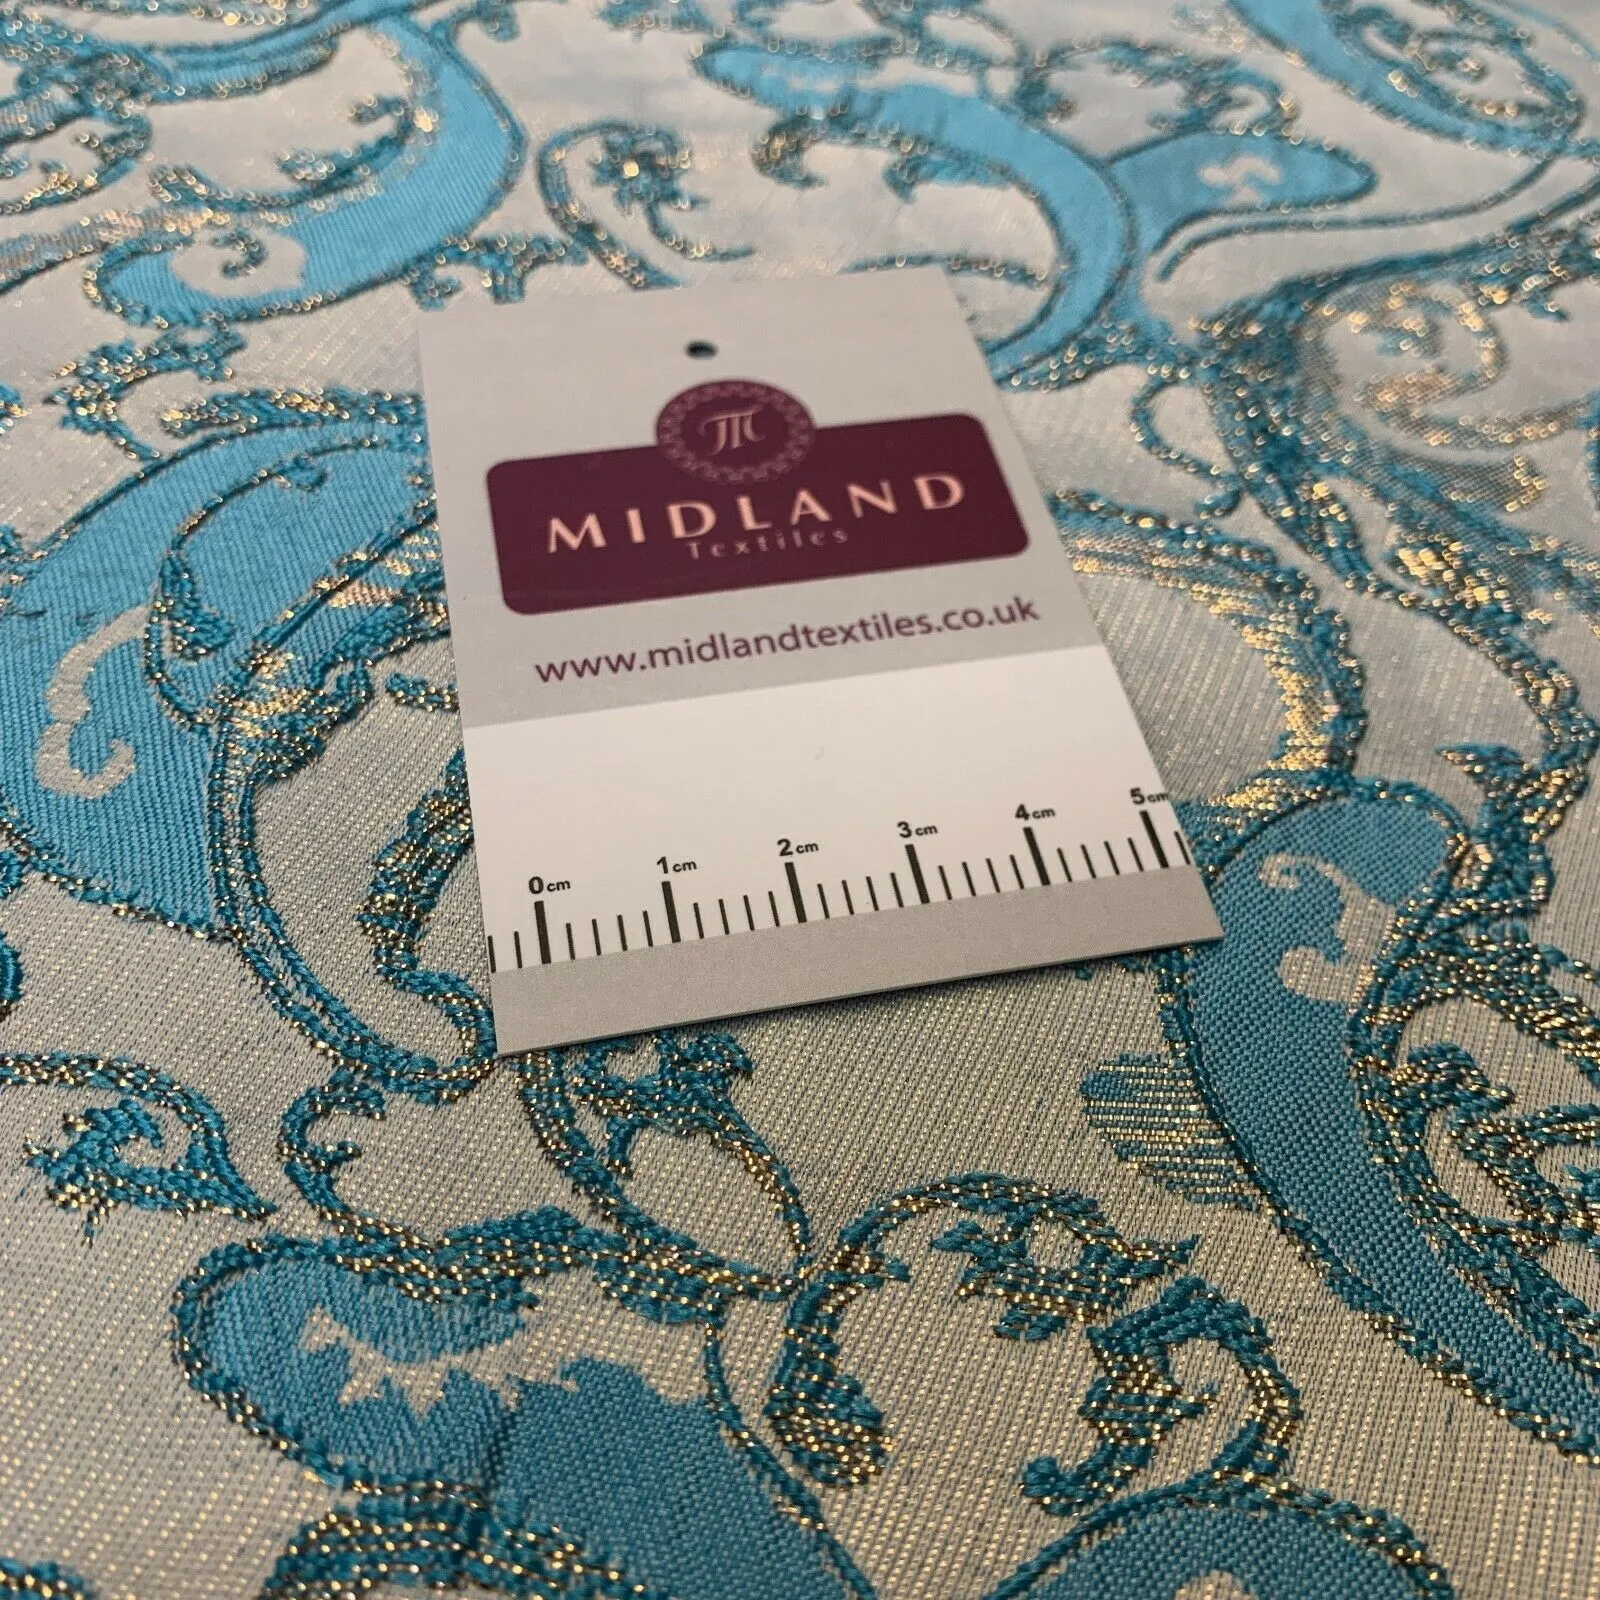 M
MIDLAND
Textiles
www.midlandtextiles.co.uk
0cm 1cm 2cm 3cm 4cm 5cm